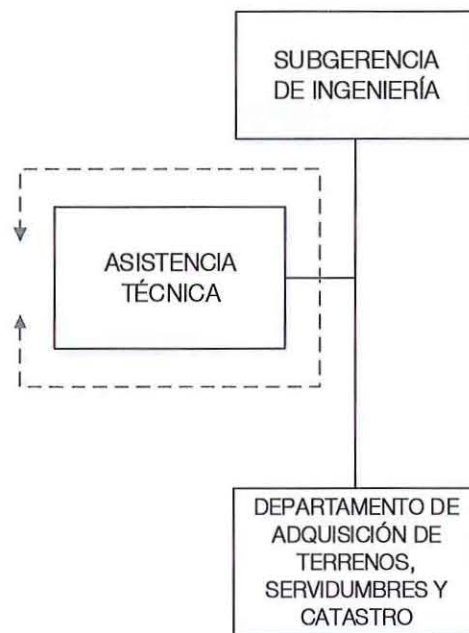 SUBGERENCIA
DE INGENIERÍA
ASISTENCIA
TÉCNICA
DEPARTAMENTO DE
ADQUISICIÓN DE
TERRENOS,
SERVIDUMBRES Y
CATASTRO